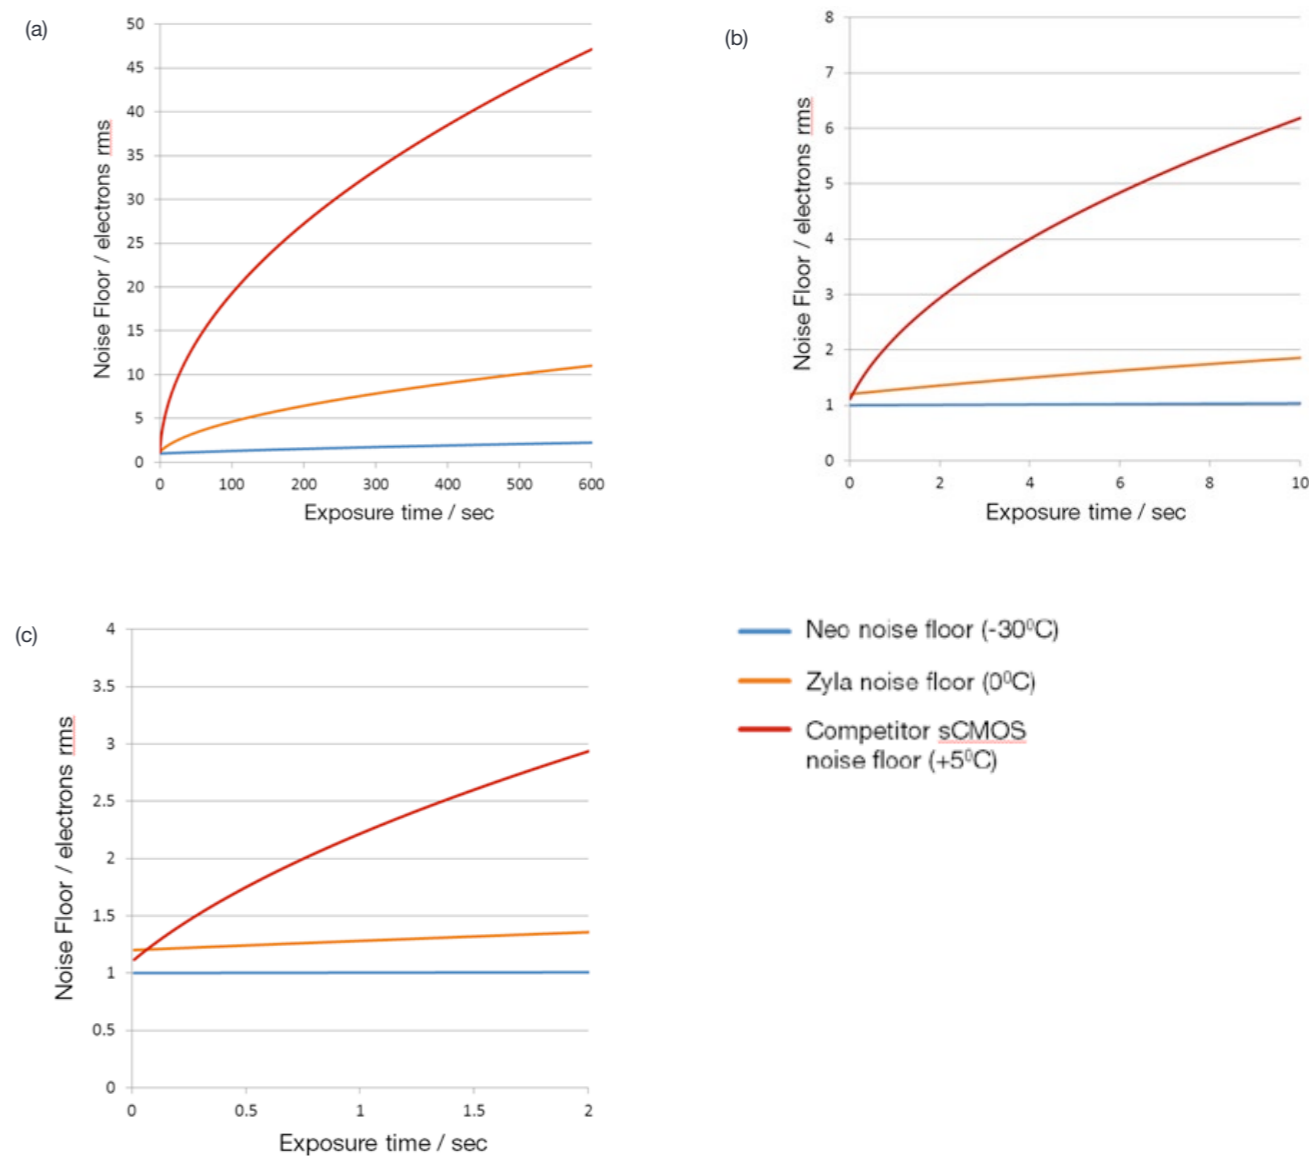 (a)
50
45
40
35
30
25
20
15
10
5
0
Noise Floor / electrons rms
0 100 200 300 400 500 600
Exposure time / sec
(b)
8
7
6
5
4
3
2
1
0
Noise Floor / electrons rms
0 2 4 6 8 10
Exposure time / sec
(c)
4
3.5
3
2.5
2
1.5
1
0.5
0
Noise Floor / electrons rms
0 0.5 1 1.5 2
Exposure time / sec
Neo noise floor (-30⁰C)
Zyla noise floor (0⁰C)
Competitor sCMOS
noise floor (+5⁰C)